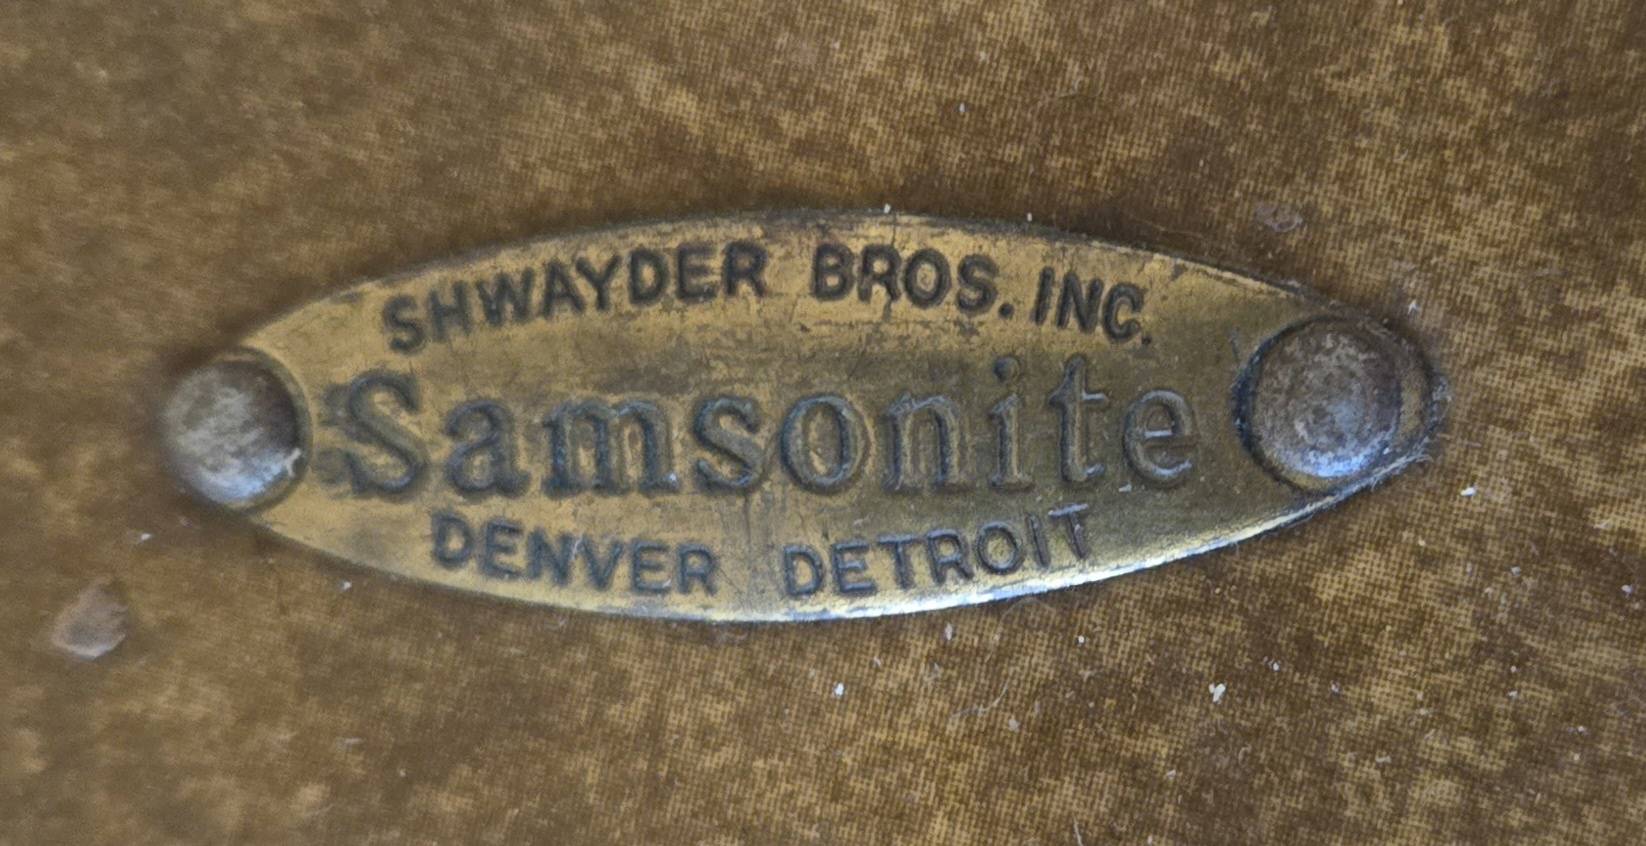 SHWAYDER BROS. INC.
Samsonite
DENVER DETROIT